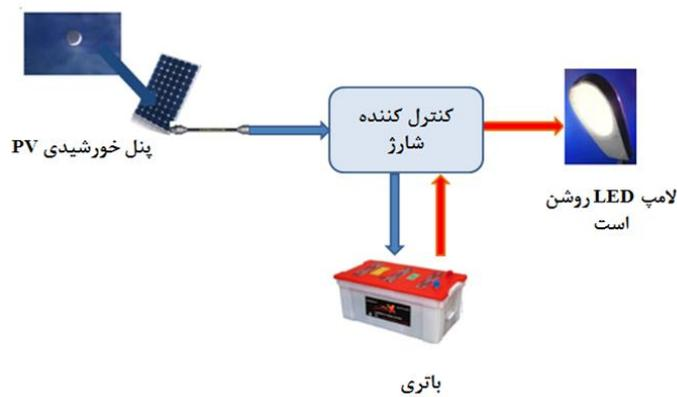 کنترل کننده
شارژ
پنل خورشیدی PV
لامپ LED روشن
است
باتری